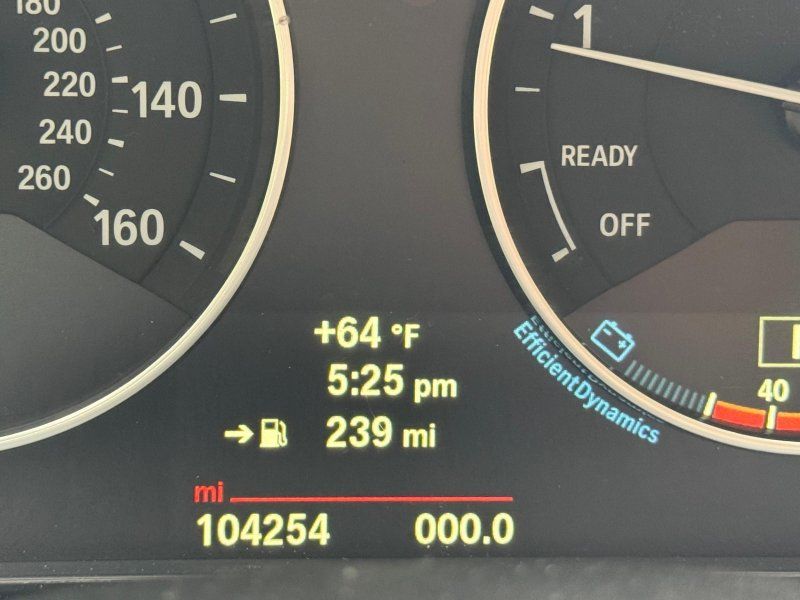 180
200
220
240
260
140
160
1
READY
OFF
+64 °F
5:25 pm
239 mi
EfficientDynamics
40
mi
104254 000.0